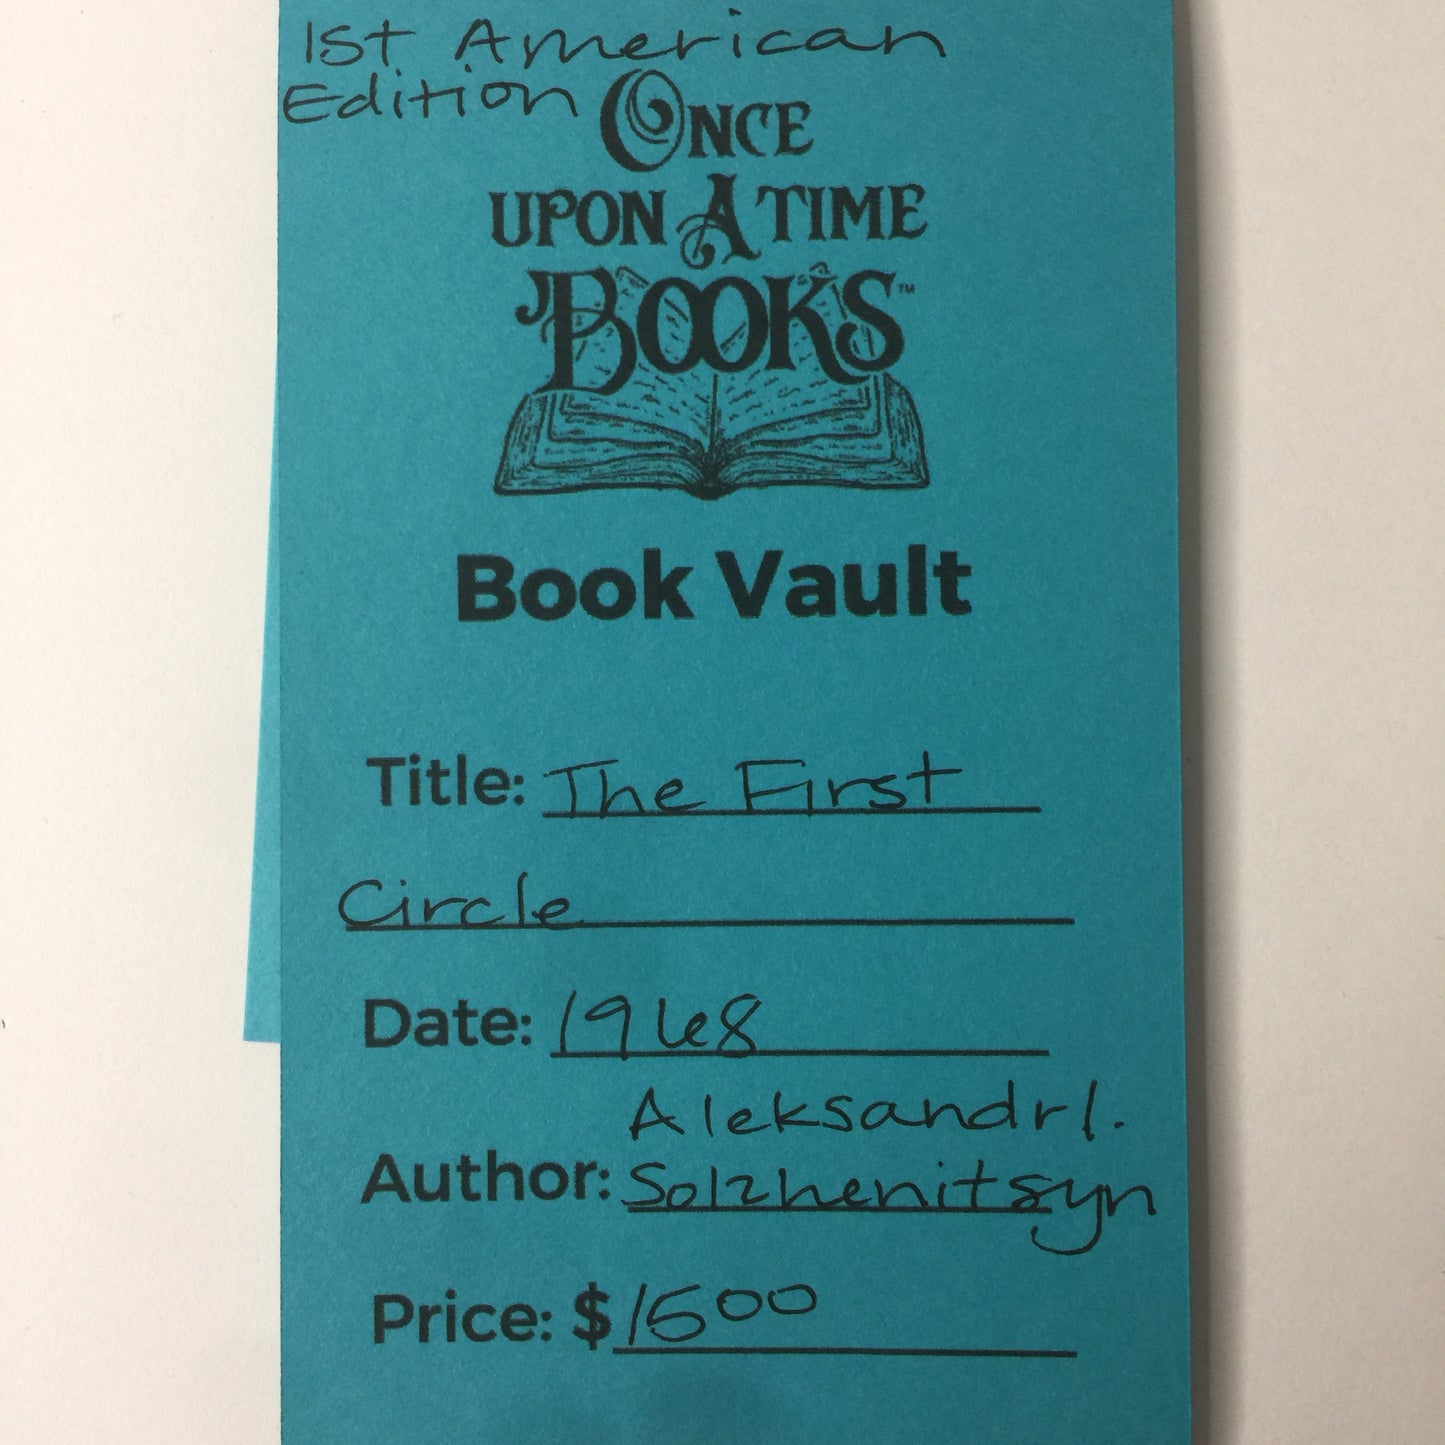 1st American
Edition
ONCE
UPON A TIME
BOOKS™
Book Vault
Title: The First
Circle
Date: 1968
Aleksandr I.
Author: Solzhenitsyn
Price: $1500